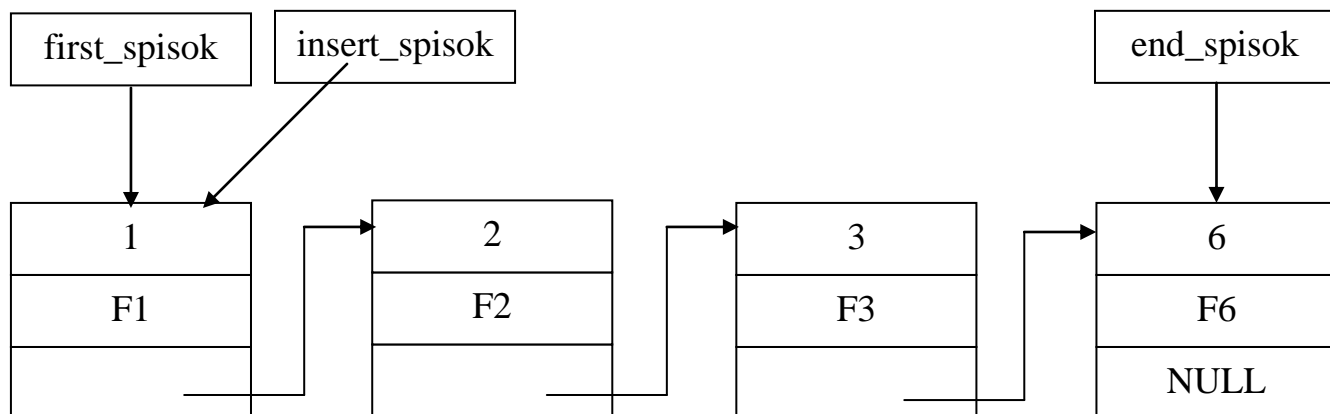 first_spisok
insert_spisok
end_spisok
1
2
3
6
F1
F2
F3
F6
NULL